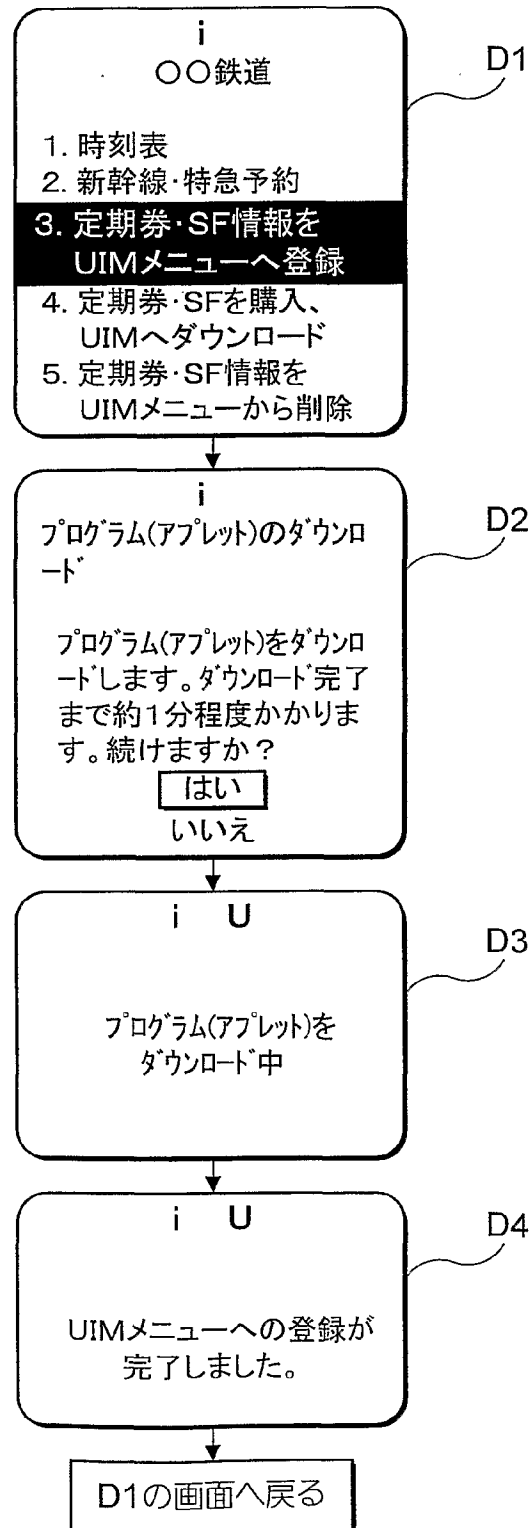 i
〇〇鉄道
D1
1. 時刻表
2. 新幹線・特急予約
3. 定期券・SF情報を
UIMメニューへ登録
4. 定期券・SFを購入、
UIMへダウンロード
5. 定期券・SF情報を
UIMメニューから削除
i
D2
プログラム(アプレット)のダウンロ
ード
プログラム(アプレット)をダウンロ
ードします。ダウンロード完了
まで約1分程度かかりま
す。続けますか?
はい
いいえ
i U
D3
プログラム(アプレット)を
ダウンロード中
i U
D4
UIMメニューへの登録が
完了しました。
D1の画面へ戻る